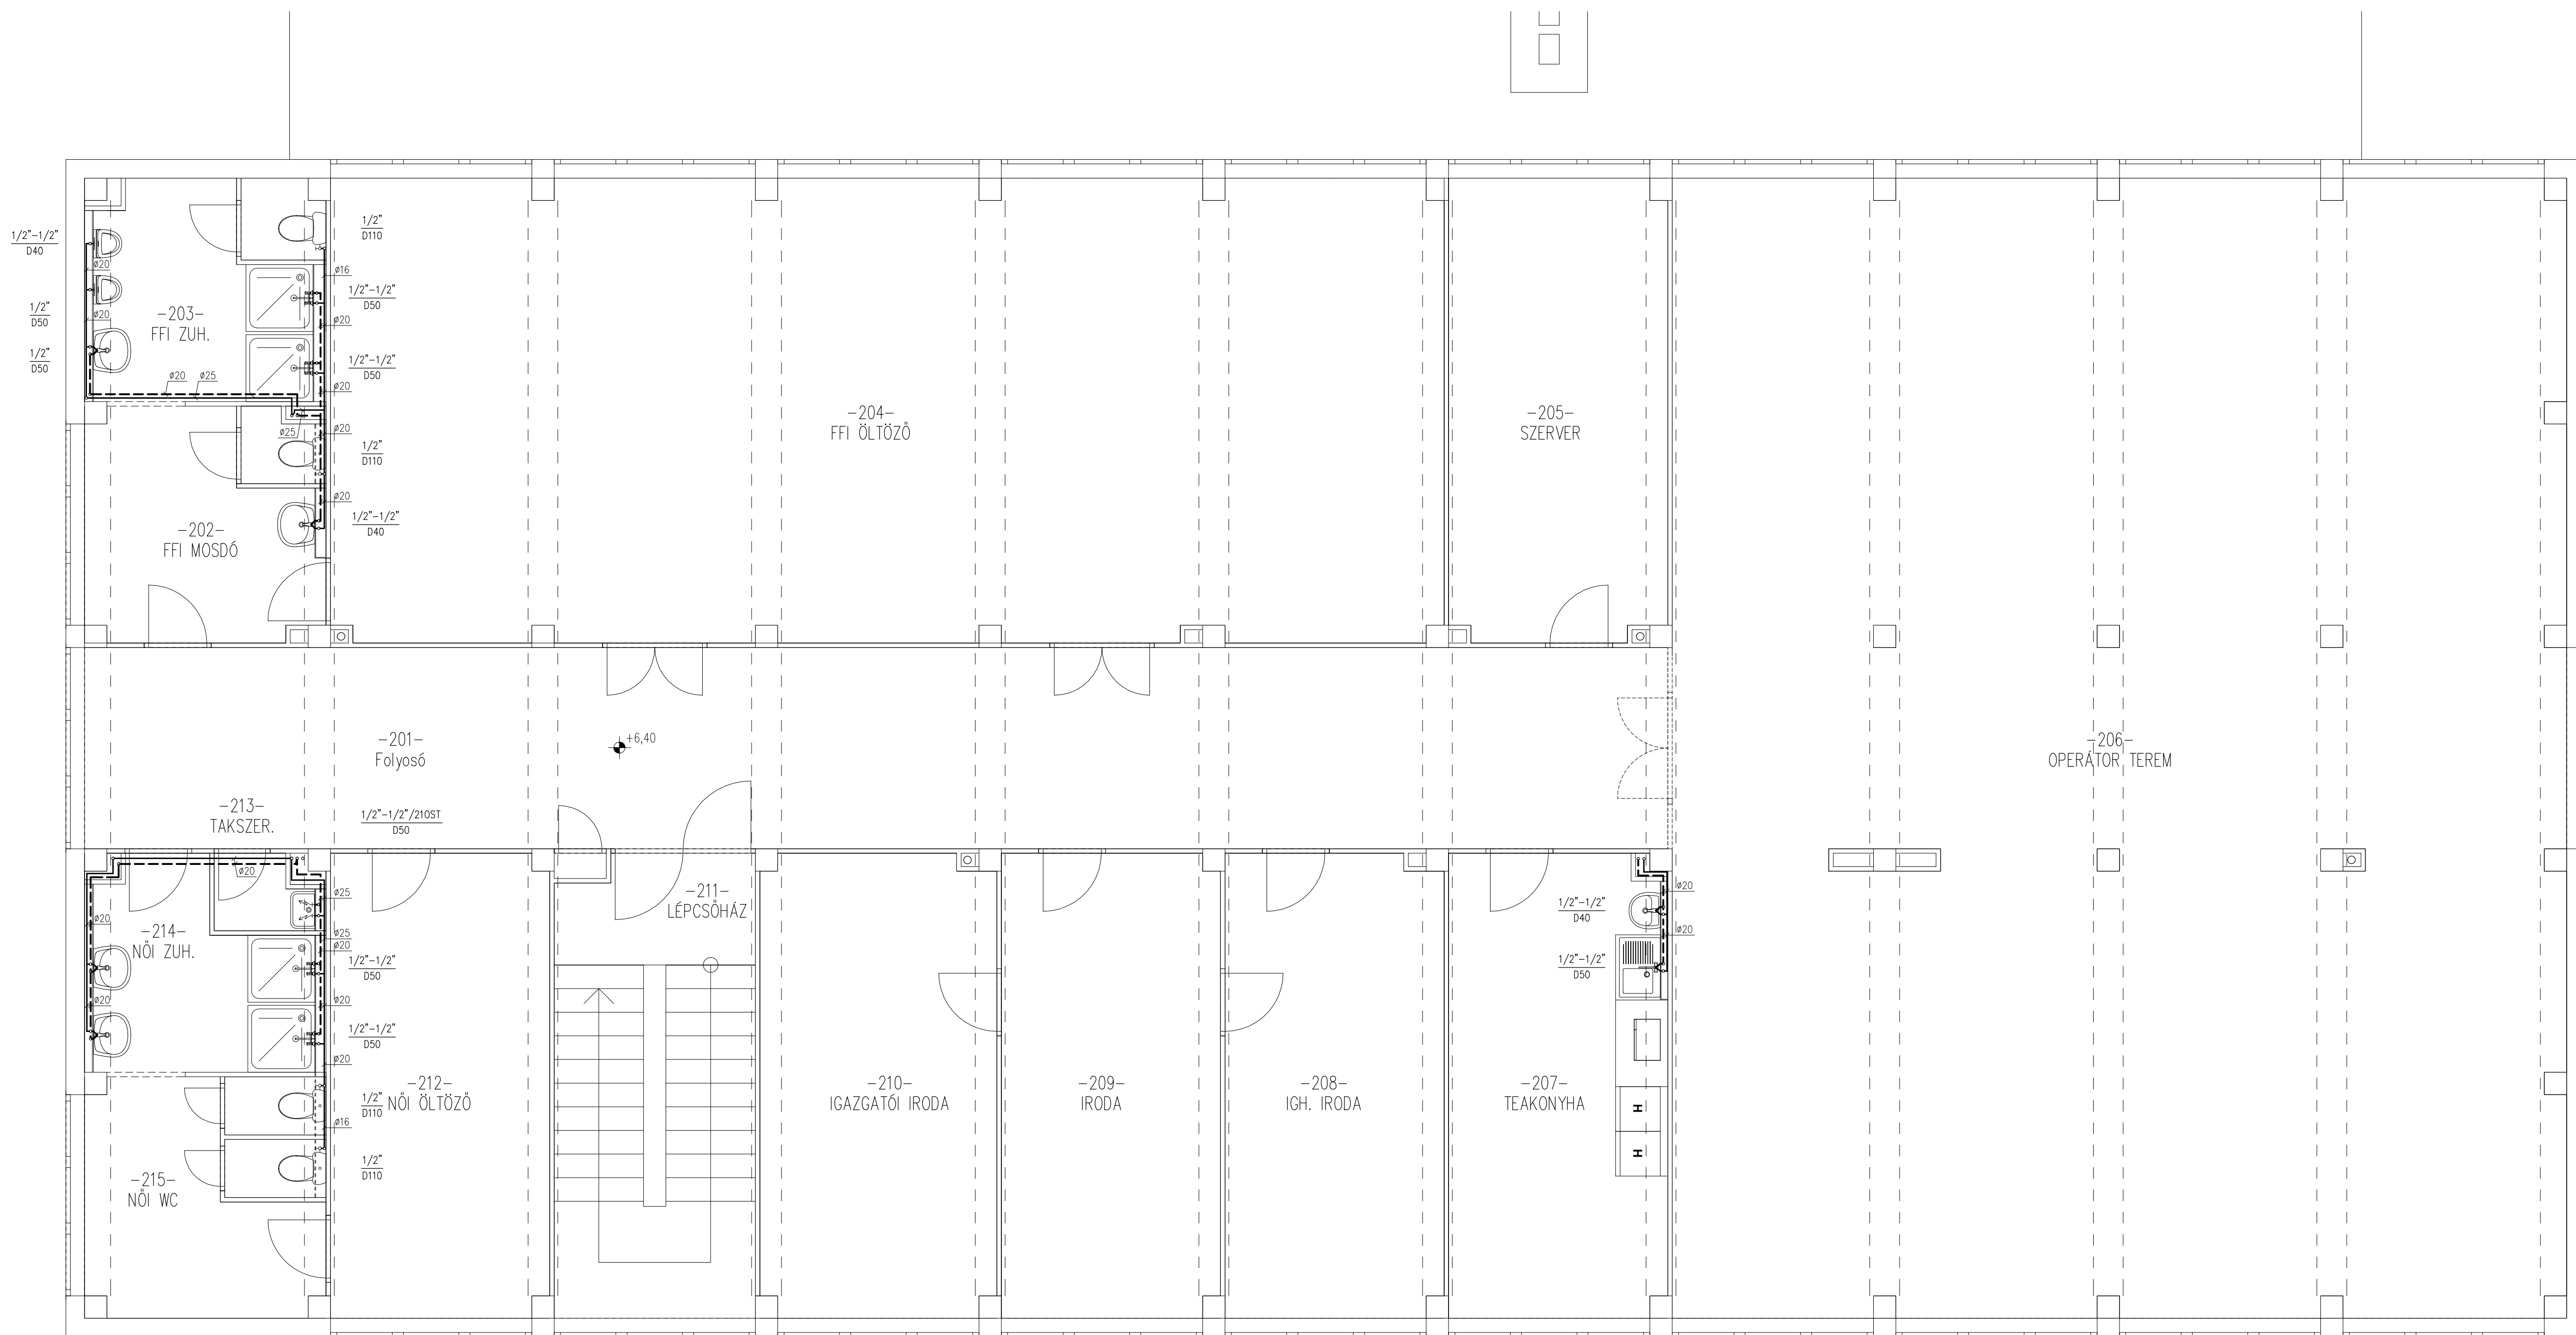 1/2"
D110
1/2"-1/2"
D40
ø20
ø16
1/2"-1/2"
D50
1/2"
D50
ø20
-203-
FFI ZUH.
ø20
1/2"
D50
1/2"-1/2"
D50
ø20
ø25
ø20
-204-
FFI ÖLTÖZŐ
-205-
SZERVER
ø25
ø20
1/2"
D110
ø20
1/2"-1/2"
D40
-202-
FFI MOSDÓ
-201-
Folyosó
+6,40
-206-
OPERÁTOR TEREM
-213-
TAKSZER.
1/2"-1/2"/210ST
D50
ø20
ø25
-211-
LÉPCSŐHÁZ
ø20
1/2"-1/2"
D40
ø20
-214-
NŐI ZUH.
ø25
ø20
ø20
1/2"-1/2"
D50
1/2"-1/2"
D50
ø20
ø20
1/2"-1/2"
D50
ø20
-212-
NŐI ÖLTÖZŐ
-210-
IGAZGATÓI IRODA
-209-
IRODA
-208-
IGH. IRODA
-207-
TEAKONYHA
1/2"
D110
H
ø16
H
1/2"
D110
-215-
NŐI WC